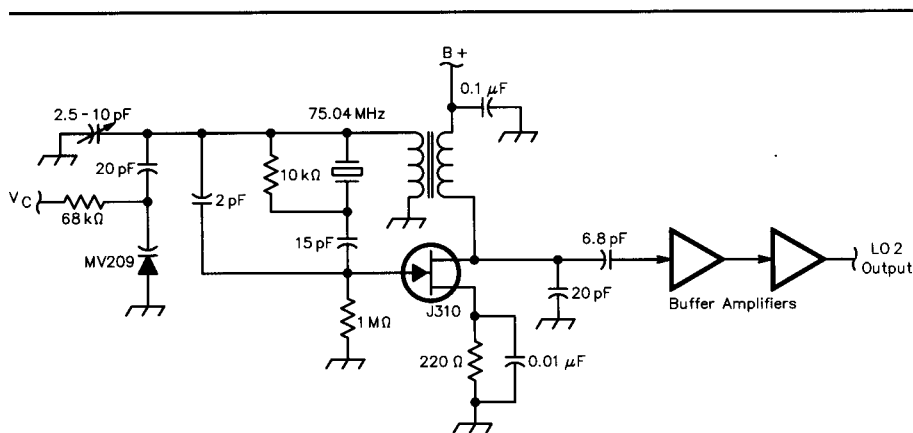 B+
0.1 µF
2.5-10 pF
75.04 MHz
20 pF
10 kΩ
2 pF
VC
68 kΩ
15 pF
6.8 pF
LO 2
Output
MV209
J310
20 pF
Buffer Amplifiers
1 MΩ
220 Ω
0.01 µF